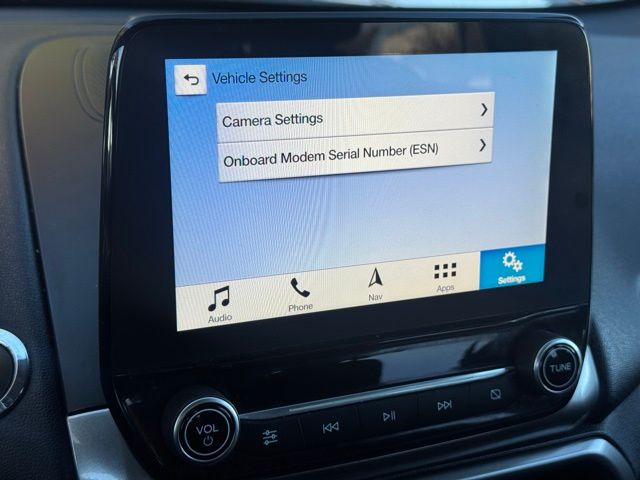 Vehicle Settings
Camera Settings
Onboard Modem Serial Number (ESN)
Audio
Phone
Nav
Apps
Settings
VOL
TUNE